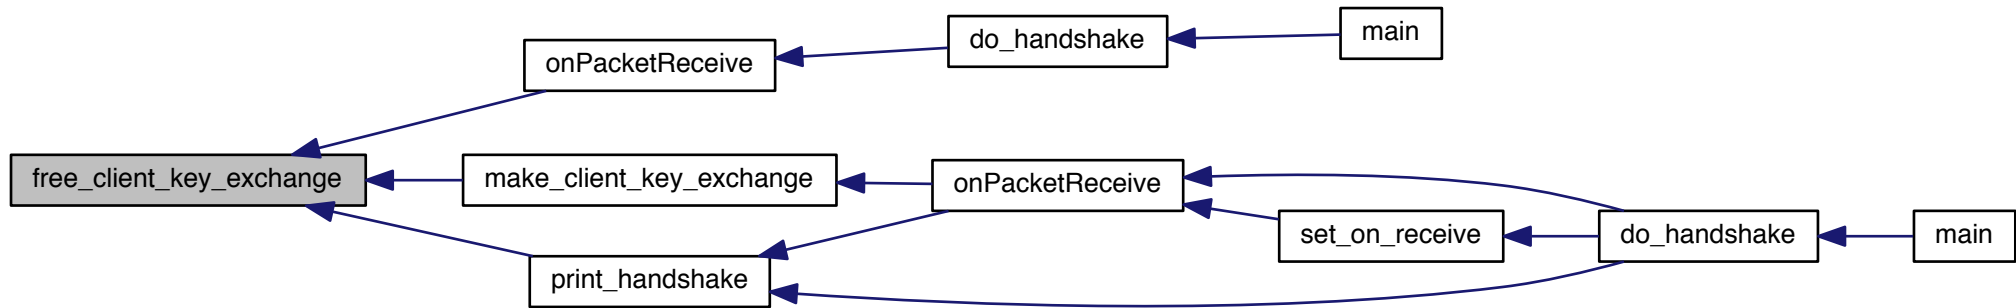 main
do_handshake
onPacketReceive
free_client_key_exchange
make_client_key_exchange
onPacketReceive
set_on_receive
do_handshake
main
print_handshake